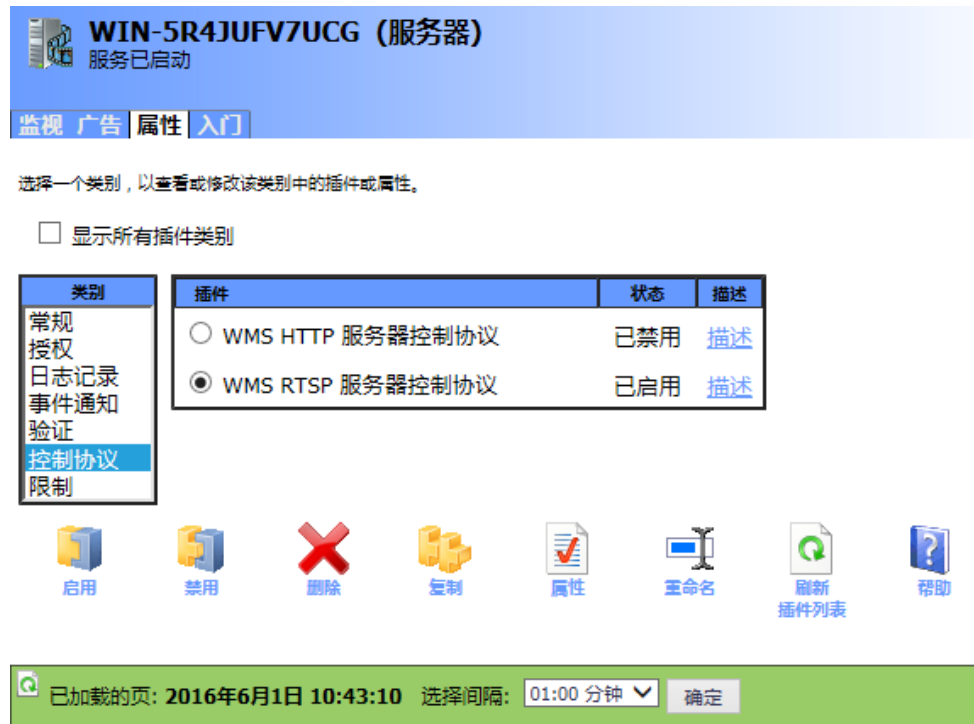 WIN-5R4JUFV7UCG (服务器)
服务已启动
监视 广告 属性 入门
选择一个类别，以查看或修改该类别中的插件或属性。
显示所有插件类别
类别 插件 状态 描述
常规
授权
日志记录
事件通知
验证
控制协议
限制
WMS HTTP 服务器控制协议 已禁用 描述
WMS RTSP 服务器控制协议 已启用 描述
启用 禁用 删除 复制 属性 重命名 刷新 帮助
插件列表
已加载的页: 2016年6月1日 10:43:10 选择间隔: 01:00 分钟 确定